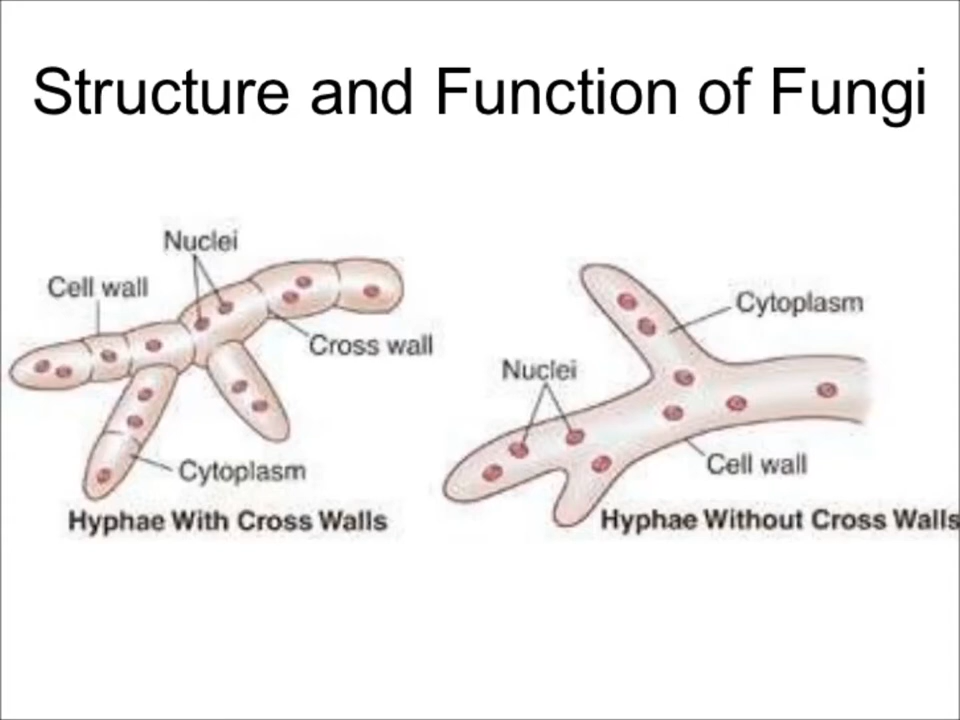 Structure and Function of Fungi
Nuclei
Cell wall
Cross wall
Cytoplasm
Hyphae With Cross Walls
Cytoplasm
Nuclei
Cell wall
Hyphae Without Cross Walls